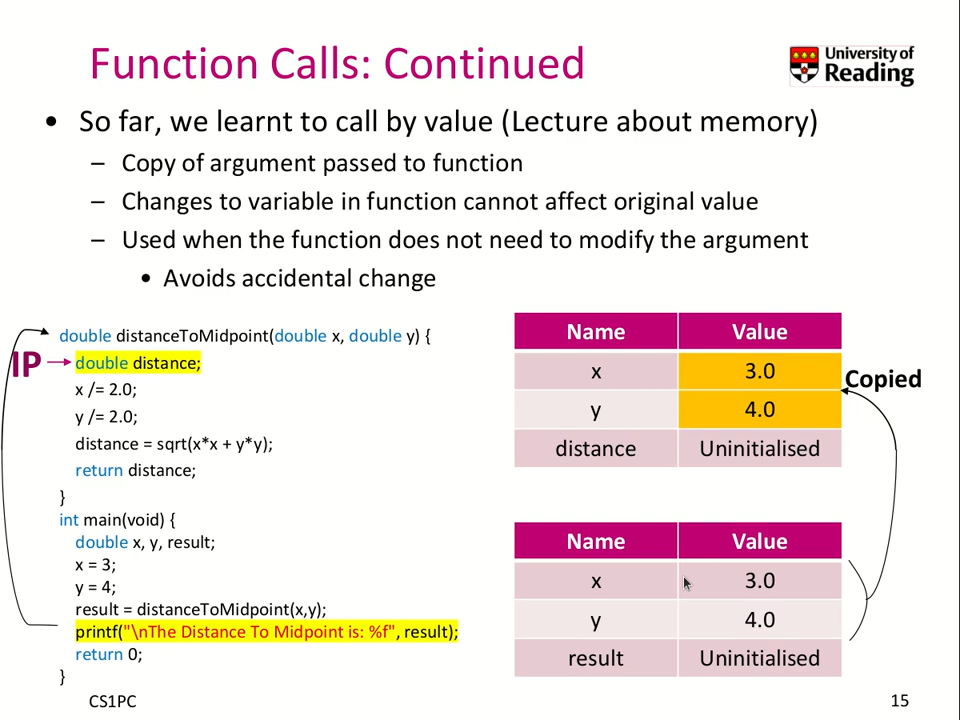 Function Calls: Continued
University of
Reading
• So far, we learnt to call by value (Lecture about memory)
– Copy of argument passed to function
– Changes to variable in function cannot affect original value
– Used when the function does not need to modify the argument
• Avoids accidental change
IP
double distanceToMidpoint(double x, double y) {
double distance;
x /= 2.0;
y /= 2.0;
distance = sqrt(x*x + y*y);
return distance;
}
int main(void) {
double x, y, result;
x = 3;
y = 4;
result = distanceToMidpoint(x,y);
printf("\nThe Distance To Midpoint is: %f", result);
return 0;
}
Name Value
x 3.0
y 4.0
distance Uninitialised
Copied
Name Value
x 3.0
y 4.0
result Uninitialised
CS1PC
15